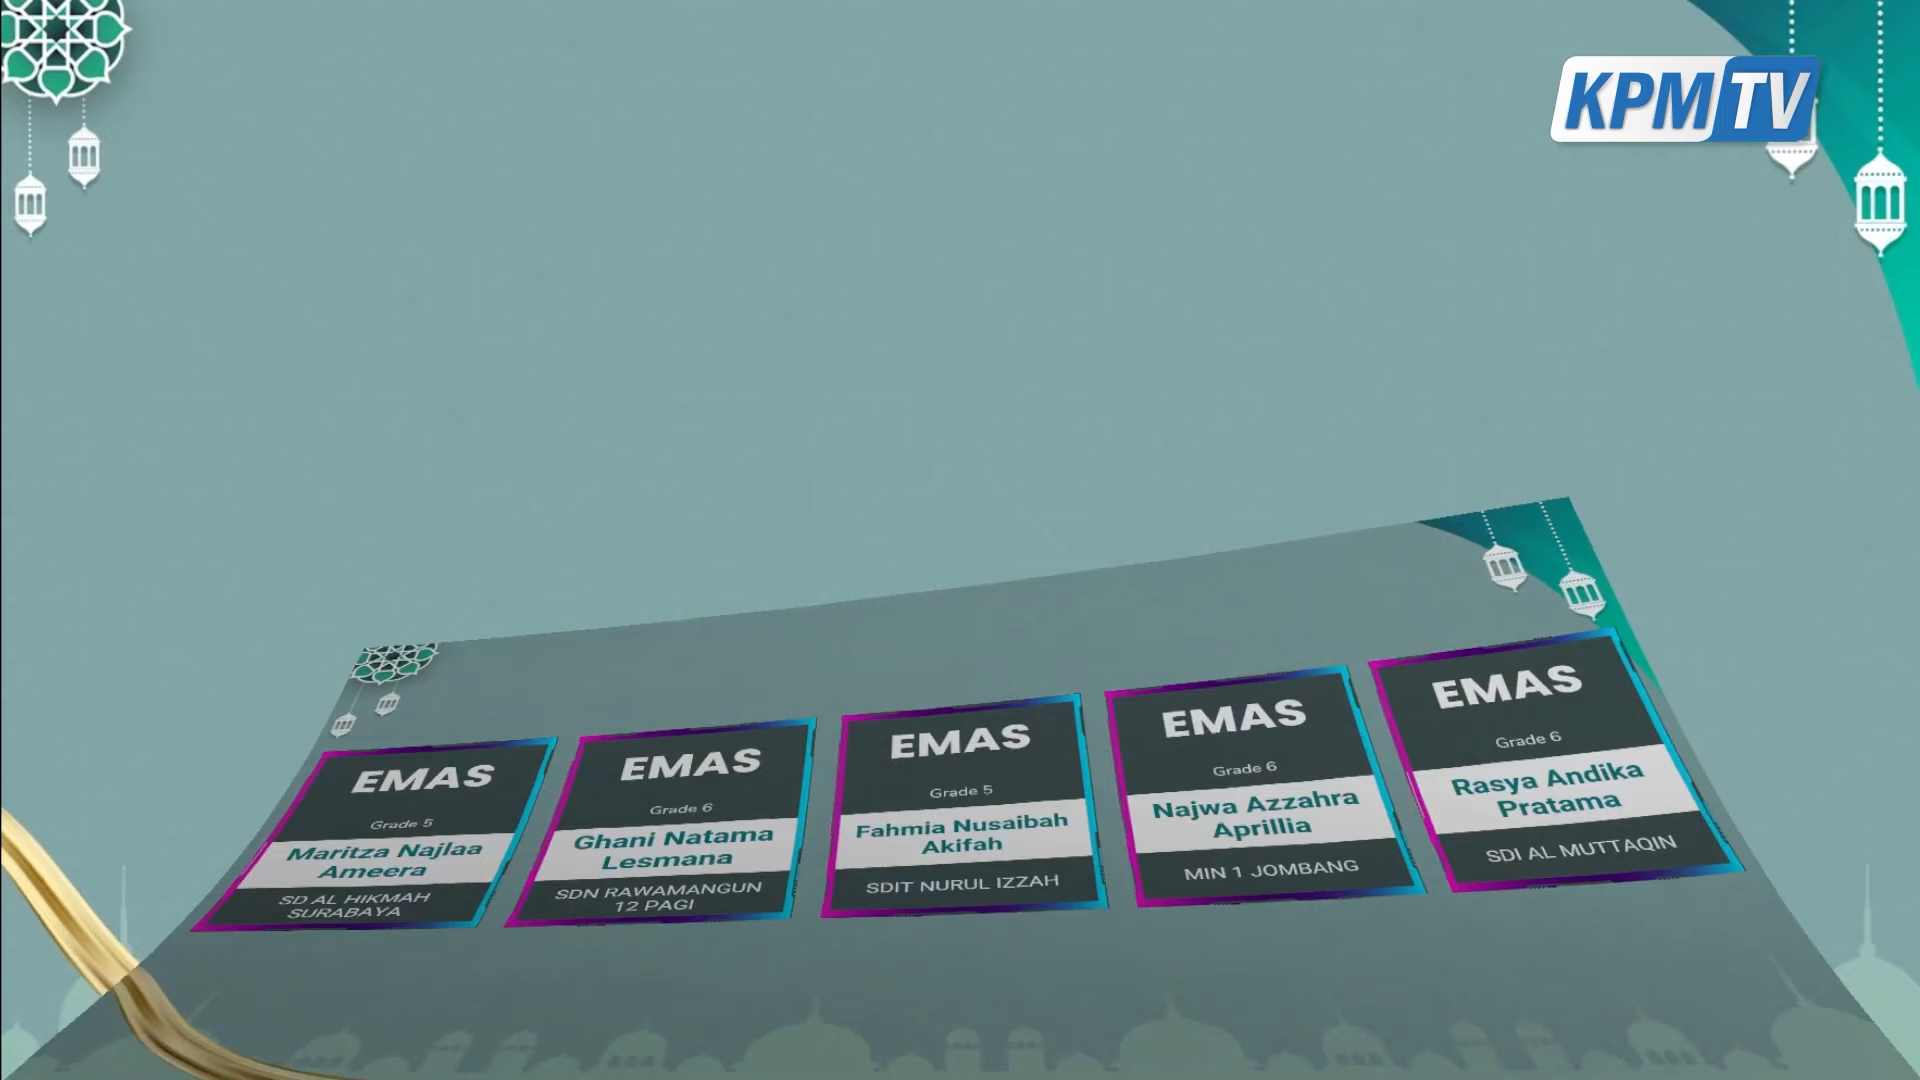 KPM TV
EMAS
Grade 5
Maritza Najlaa
Ameera
SD AL HIKMAH
SURABAYA
EMAS
Grade 6
Ghani Natama
Lesmana
SDN RAWAMANGUN
12 PAGI
EMAS
Grade 5
Fahmia Nusaibah
Akifah
SDIT NURUL IZZAH
EMAS
Grade 6
Najwa Azzahra
Aprillia
MIN 1 JOMBANG
EMAS
Grade 6
Rasya Andika
Pratama
SDI AL MUTTAQIN